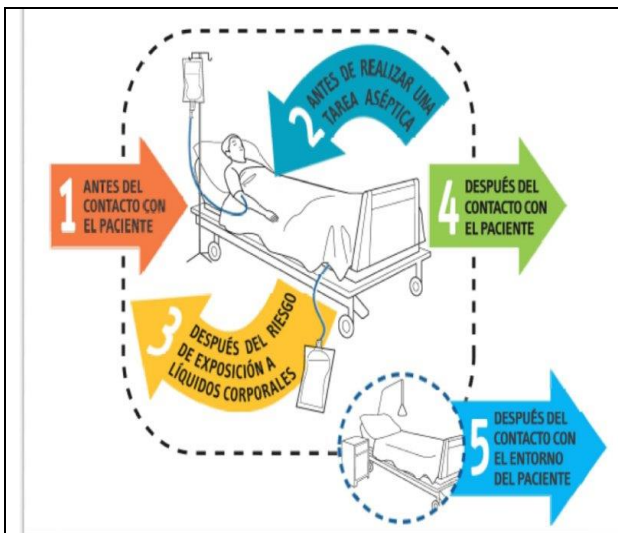 1
ANTES DEL
CONTACTO CON
EL PACIENTE
2
ANTES DE REALIZAR UNA
TAREA ASÉPTICA
3
DESPUÉS DEL RIESGO
DE EXPOSICIÓN A
LÍQUIDOS CORPORALES
4
DESPUÉS DEL
CONTACTO CON
EL PACIENTE
5
DESPUÉS DEL
CONTACTO CON
EL ENTORNO
DEL PACIENTE